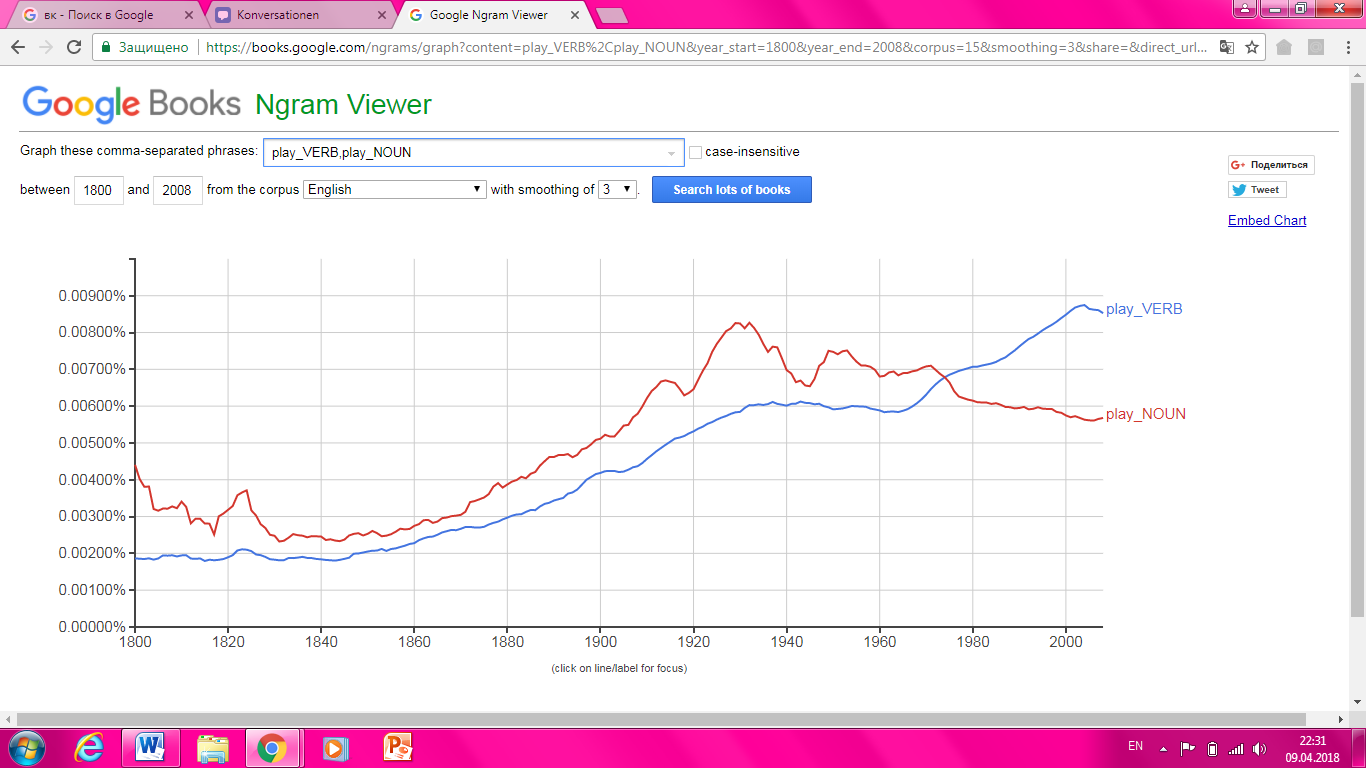 вк - Поиск в Google
Konversationen
Google Ngram Viewer
Защищено
https://books.google.com/ngrams/graph?content=play_VERB%2Cplay_NOUN&year_start=1800&year_end=2008&corpus=15&smoothing=3&share=&direct_url...
Google Books Ngram Viewer
Graph these comma-separated phrases: play_VERB,play_NOUN case-insensitive
between 1800 and 2008 from the corpus English with smoothing of 3 . Search lots of books
G+ Поделиться
Tweet
Embed Chart
0.00900%
0.00800%
0.00700%
0.00600%
0.00500%
0.00400%
0.00300%
0.00200%
0.00100%
0.00000%
play_VERB
play_NOUN
1800 1820 1840 1860 1880 1900 1920 1940 1960 1980 2000
(click on line/label for focus)
EN
22:31
09.04.2018